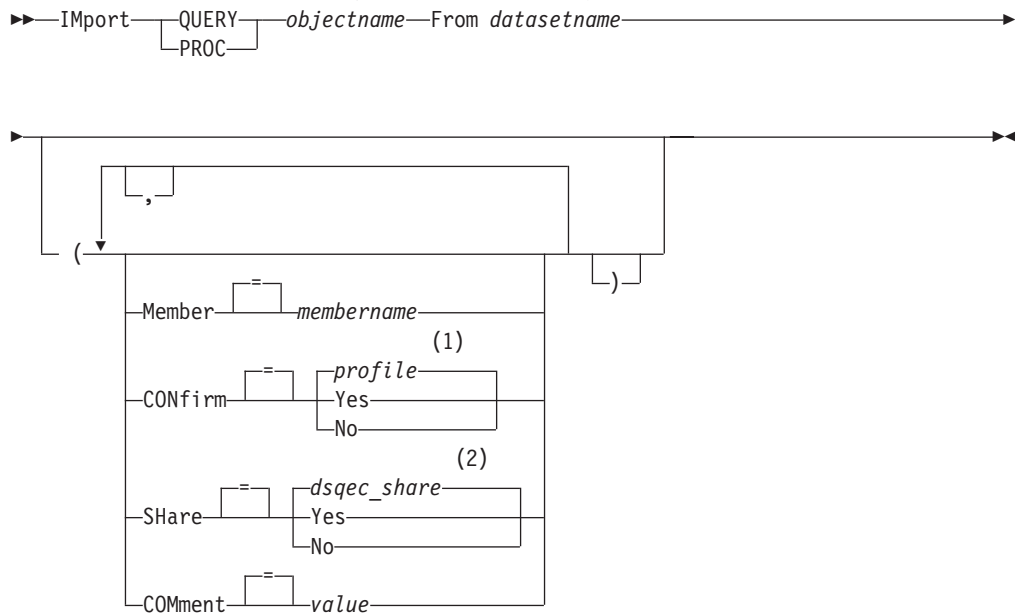 IMport QUERY objectname From datasetname
PROC
,
( )
=
Member membername
(1)
= profile
CONfirm Yes
No
(2)
= dsqec_share
SHare Yes
No
=
COMment value